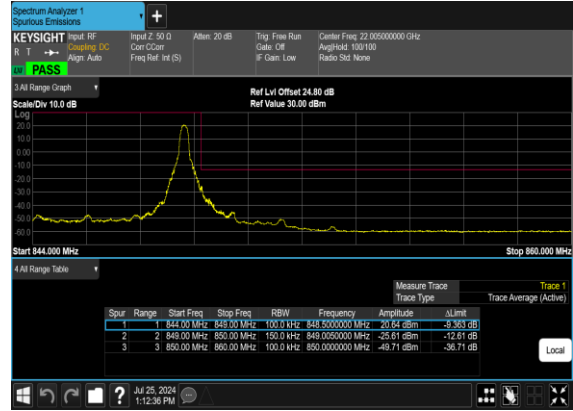 Spectrum Analyzer 1
Spurious Emissions
KEYSIGHT Input: RF Input Z: 50 Ω Atten: 20 dB Trig: Free Run Center Freq: 22.005000000 GHz
R T Coupling: DC Corr CCorr Gate: Off Avg|Hold: 100/100
Align: Auto Freq Ref: Int (S) IF Gain: Low Radio Std: None
PASS
3 All Range Graph
Scale/Div 10.0 dB Ref Lvl Offset 24.80 dB
Ref Value 30.00 dBm
Log
20.0
10.0
0.00
-10.0
-20.0
-30.0
-40.0
-50.0
-60.0
Start 844.000 MHz Stop 860.000 MHz
4 All Range Table
Measure Trace Trace 1
Trace Type Trace Average (Active)
Spur Range Start Freq Stop Freq RBW Frequency Amplitude ΔLimit
1 1 844.00 MHz 849.00 MHz 100.0 kHz 848.5000000 MHz 20.64 dBm -9.363 dB
2 2 849.00 MHz 850.00 MHz 150.0 kHz 849.0050000 MHz -25.61 dBm -12.61 dB
3 3 850.00 MHz 860.00 MHz 100.0 kHz 850.0000000 MHz -49.71 dBm -36.71 dB
Local
Jul 25, 2024
1:12:36 PM